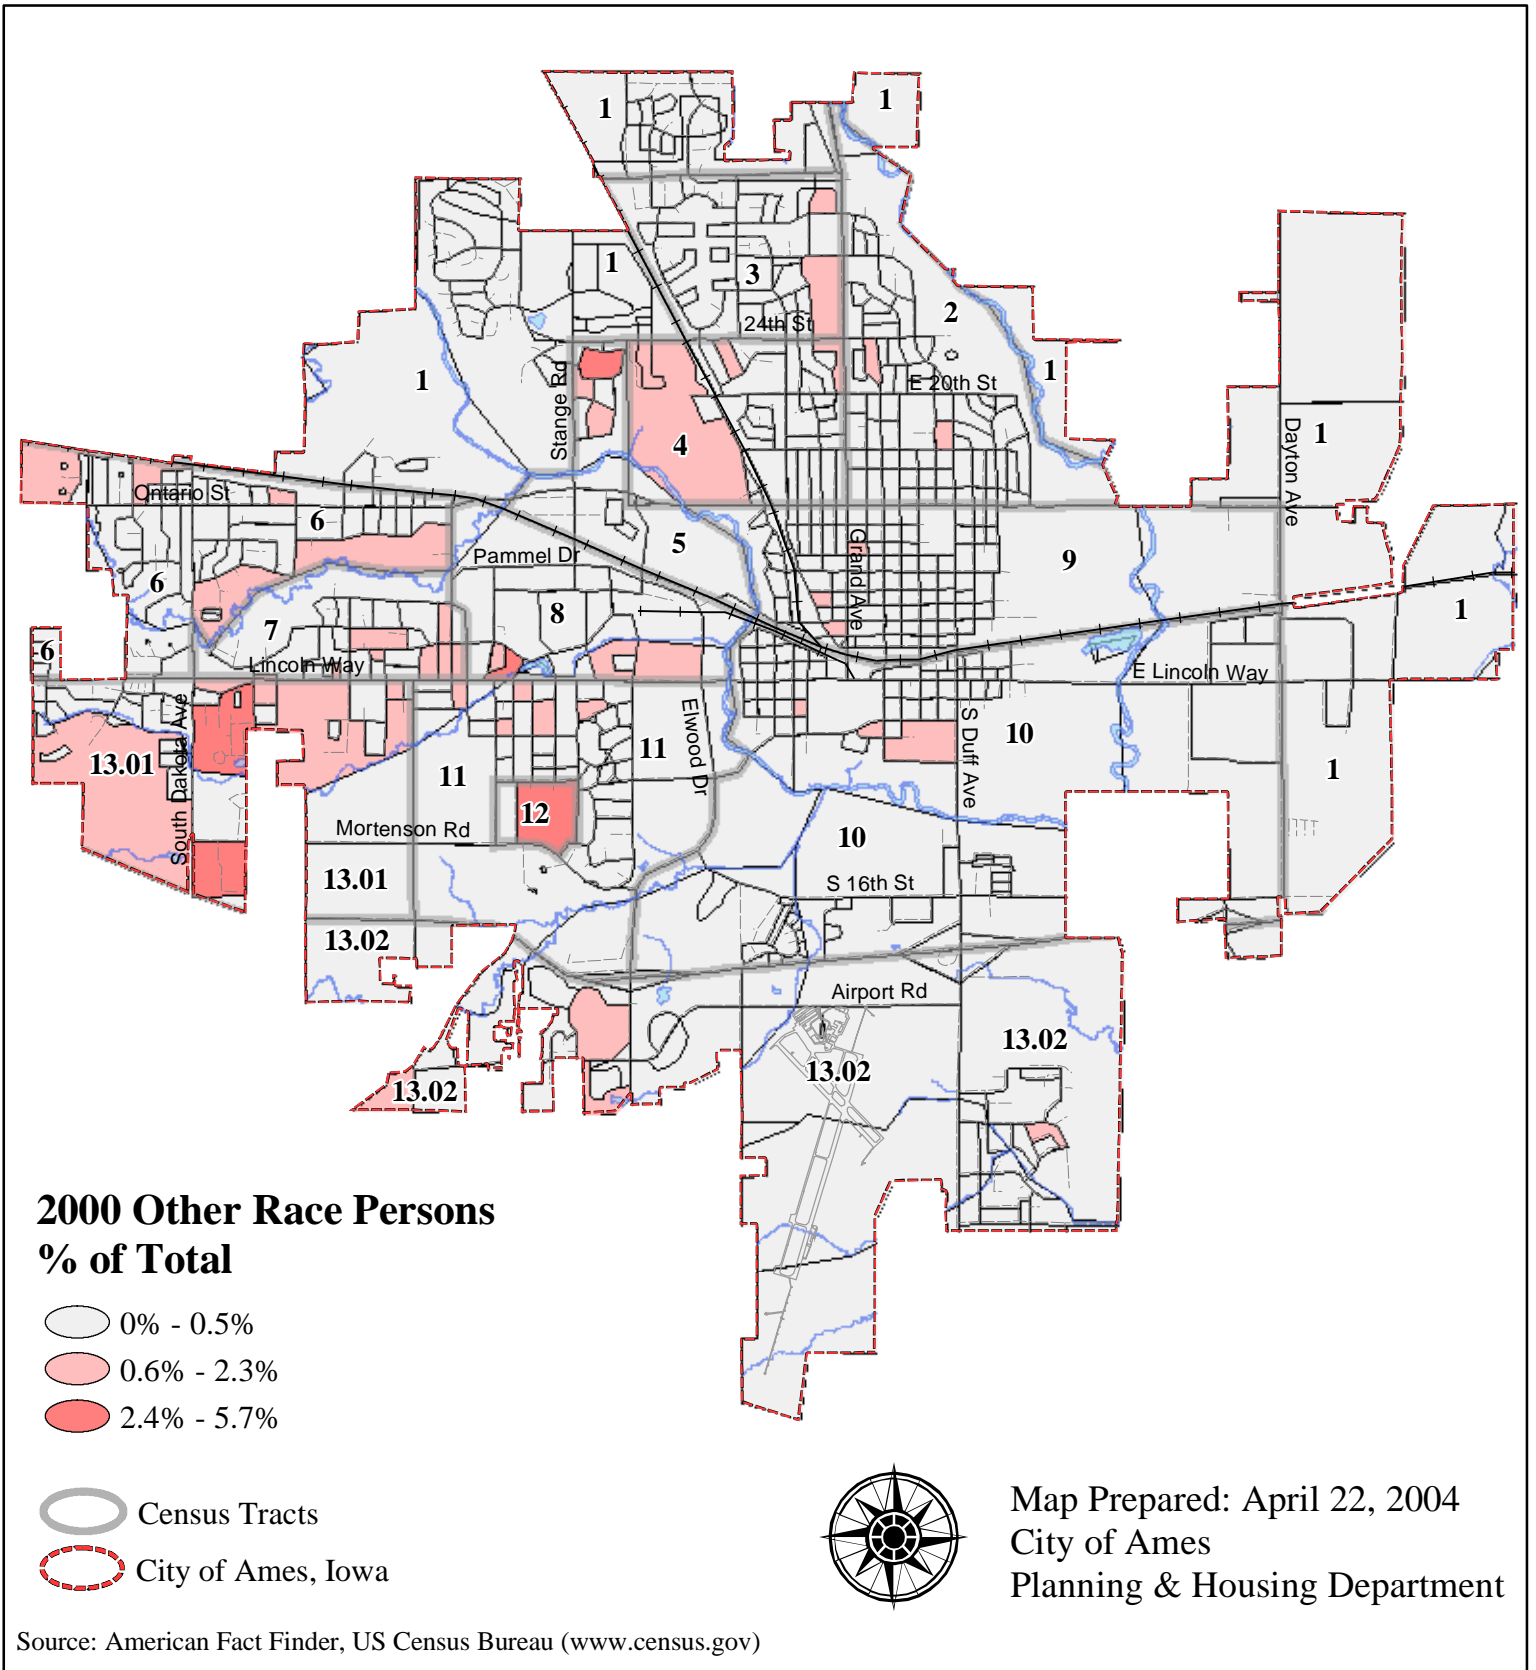 1
1
1
3
24th St
2
1
E 20th St
1
Stange Rd
4
1
Dayton Ave
Ontario St
6
5
Pammel Dr
Grand Ave
9
6
8
7
1
6
Lincoln Way
E Lincoln Way
South Dakota Ave
13.01
11
11
Elwood Dr
S Duff Ave
10
1
12
Mortenson Rd
10
13.01
S 16th St
13.02
Airport Rd
13.02
13.02
13.02
2000 Other Race Persons
% of Total
0% - 0.5%
0.6% - 2.3%
2.4% - 5.7%
Census Tracts
City of Ames, Iowa
Map Prepared: April 22, 2004
City of Ames
Planning & Housing Department
Source: American Fact Finder, US Census Bureau (www.census.gov)